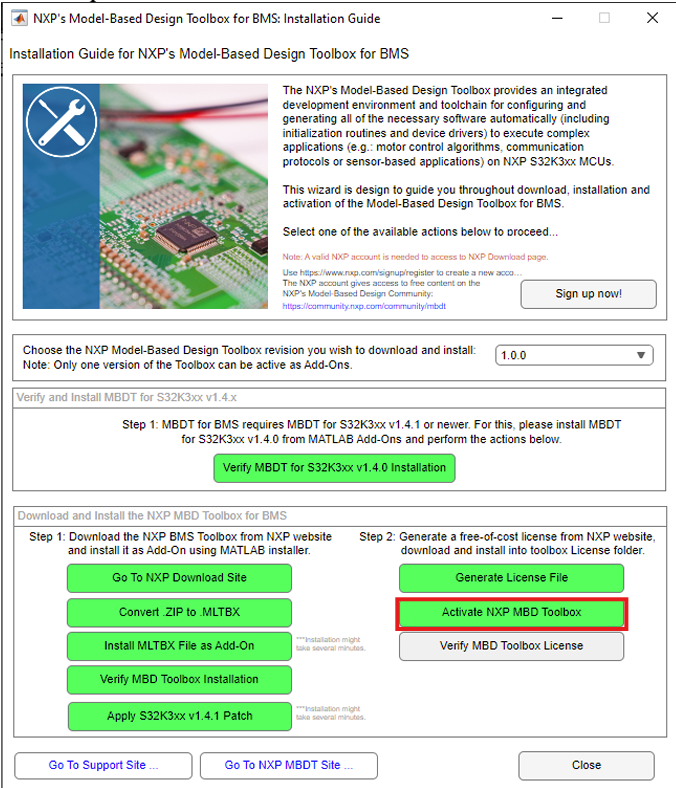 NXP's Model-Based Design Toolbox for BMS: Installation Guide
Installation Guide for NXP's Model-Based Design Toolbox for BMS
The NXP's Model-Based Design Toolbox provides an integrated
development environment and toolchain for configuring and
generating all of the necessary software automatically (including
initialization routines and device drivers) to execute complex
applications (e.g.: motor control algorithms, communication
protocols or sensor-based applications) on NXP S32K3xx MCUs.
This wizard is design to guide you throughout download, installation and
activation of the Model-Based Design Toolbox for BMS.
Select one of the available actions below to proceed...
Note: A valid NXP account is needed to access to NXP Download page.
Use https://www.nxp.com/signup/register to create a new acco...
The NXP account gives access to free content on the
NXP's Model-Based Design Community:
https://community.nxp.com/community/mbdt
Sign up now!
Choose the NXP Model-Based Design Toolbox revision you wish to download and install:
Note: Only one version of the Toolbox can be active as Add-Ons.
1.0.0
Verify and Install MBDT for S32K3xx v1.4.x
Step 1: MBDT for BMS requires MBDT for S32K3xx v1.4.1 or newer. For this, please install MBDT
for S32K3xx v1.4.0 from MATLAB Add-Ons and perform the actions below.
Verify MBDT for S32K3xx v1.4.0 Installation
Download and Install the NXP MBD Toolbox for BMS
Step 1: Download the NXP BMS Toolbox from NXP website
and install it as Add-On using MATLAB installer.
Go To NXP Download Site
Convert .ZIP to .MLTBX
Install MLTBX File as Add-On
***Installation might
take several minutes.
Verify MBD Toolbox Installation
Apply S32K3xx v1.4.1 Patch
***Installation might
take several minutes.
Step 2: Generate a free-of-cost license from NXP website,
download and install into toolbox License folder.
Generate License File
Activate NXP MBD Toolbox
Verify MBD Toolbox License
Go To Support Site ...
Go To NXP MBDT Site ...
Close